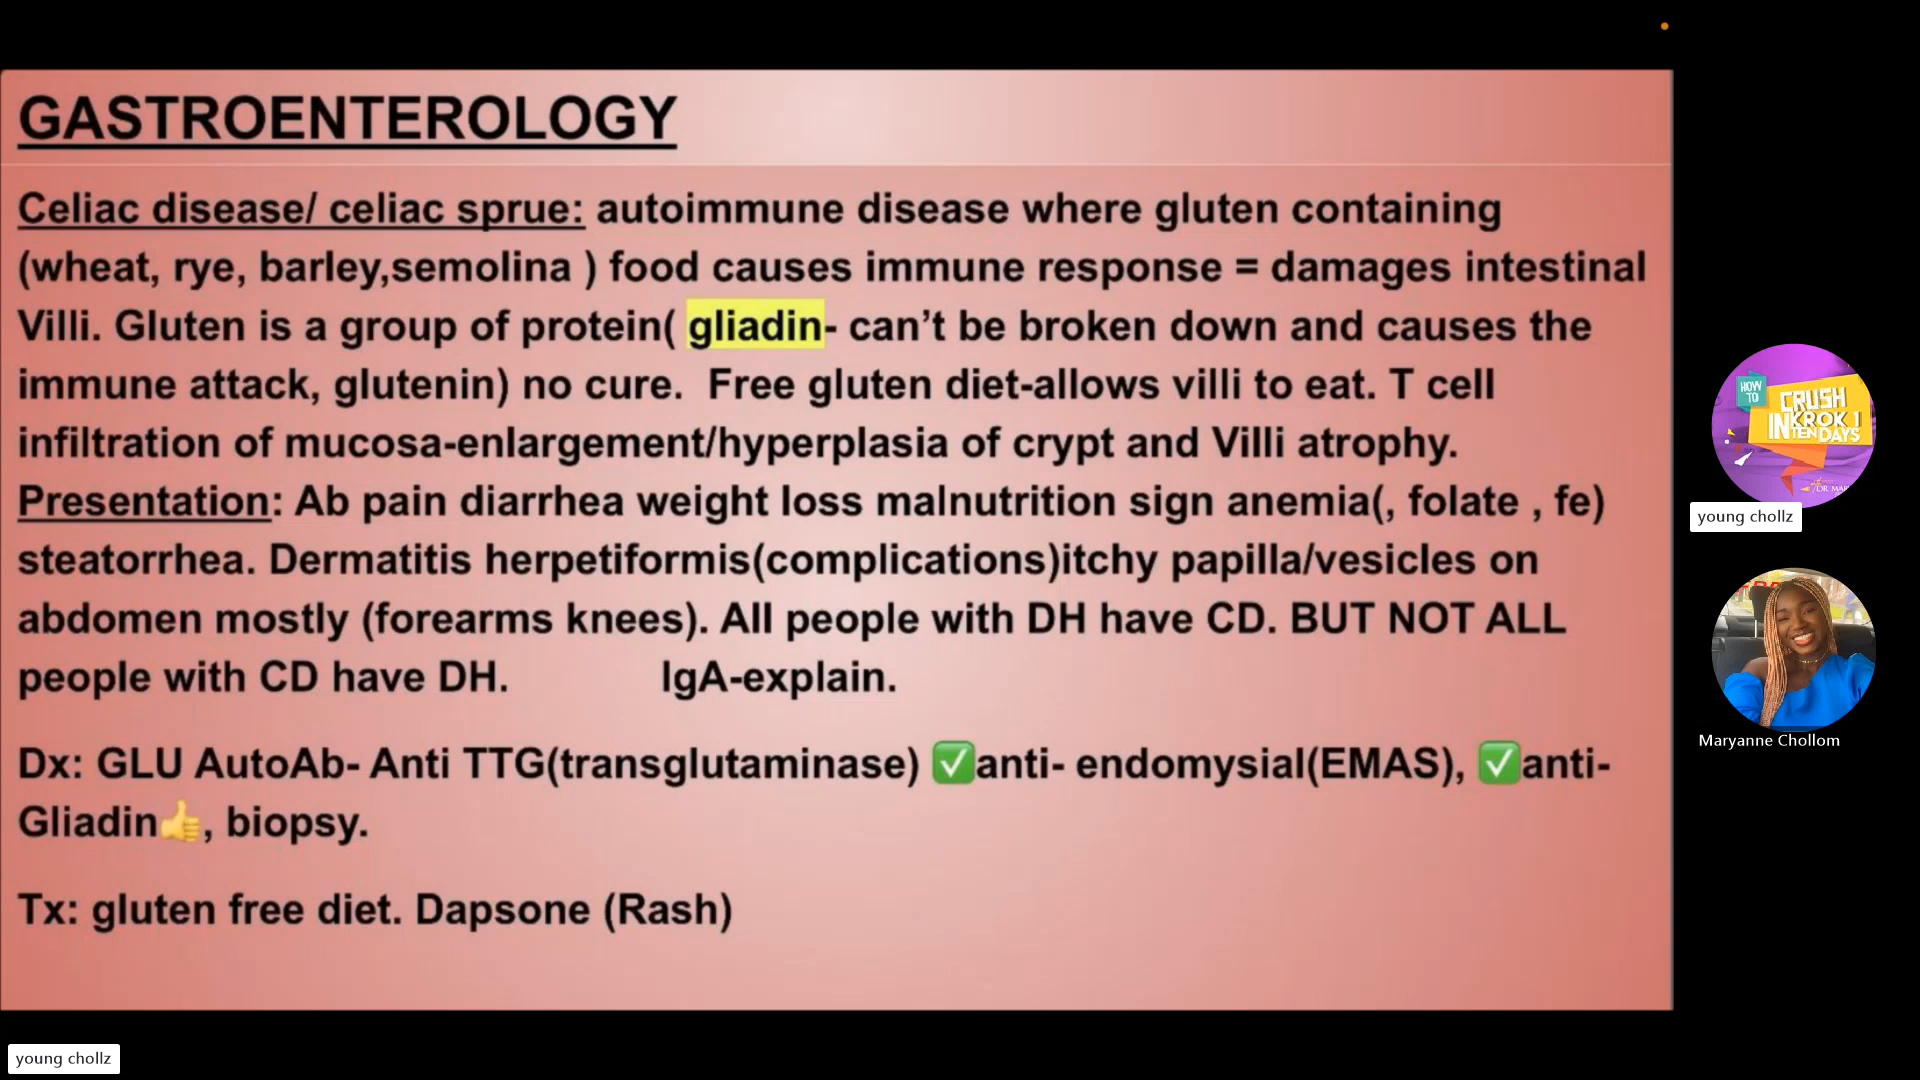 GASTROENTEROLOGY
Celiac disease/ celiac sprue: autoimmune disease where gluten containing
(wheat, rye, barley,semolina ) food causes immune response = damages intestinal
Villi. Gluten is a group of protein( gliadin- can’t be broken down and causes the
immune attack, glutenin) no cure.  Free gluten diet-allows villi to eat. T cell
infiltration of mucosa-enlargement/hyperplasia of crypt and Villi atrophy.
Presentation: Ab pain diarrhea weight loss malnutrition sign anemia(, folate , fe)
steatorrhea. Dermatitis herpetiformis(complications)itchy papilla/vesicles on
abdomen mostly (forearms knees). All people with DH have CD. BUT NOT ALL
people with CD have DH. IgA-explain.
Dx: GLU AutoAb- Anti TTG(transglutaminase) ✅anti- endomysial(EMAS), ✅anti-
Gliadin👍, biopsy.
Tx: gluten free diet. Dapsone (Rash)
HOW
TO
CRUSH
KROK 1
IN TEN DAYS
young chollz
Maryanne Chollom
young chollz